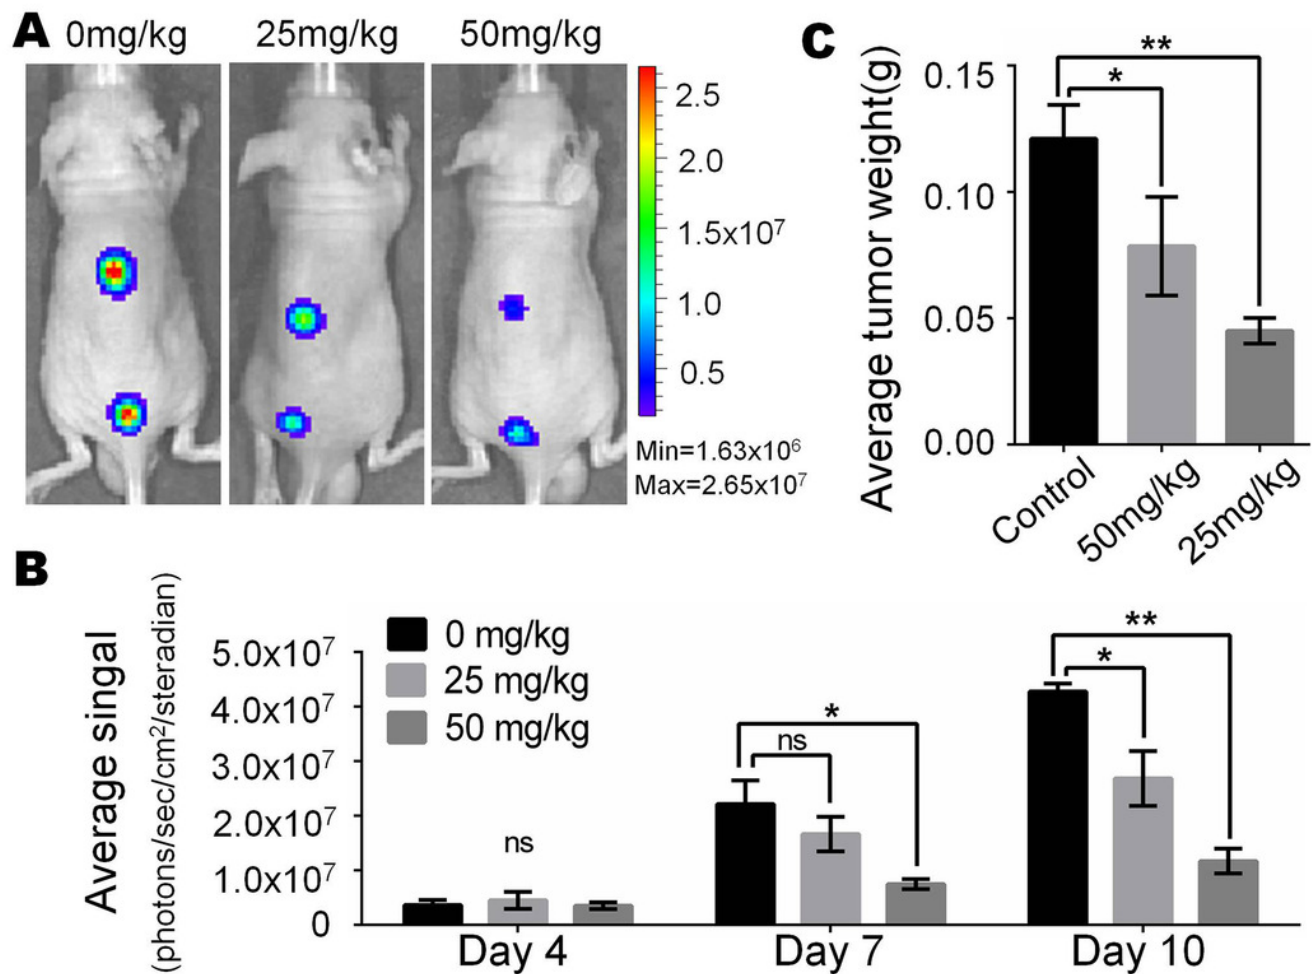 A
0mg/kg
25mg/kg
50mg/kg
2.5
2.0
1.5x10⁷
1.0
0.5
Min=1.63x10⁶
Max=2.65x10⁷
C
Average tumor weight(g)
0.15
0.10
0.05
0.00
**
*
Control
50mg/kg
25mg/kg
B
Average singal
(photons/sec/cm²/steradian)
5.0x10⁷
4.0x10⁷
3.0x10⁷
2.0x10⁷
1.0x10⁷
0
0 mg/kg
25 mg/kg
50 mg/kg
ns
*
ns
**
*
Day 4
Day 7
Day 10